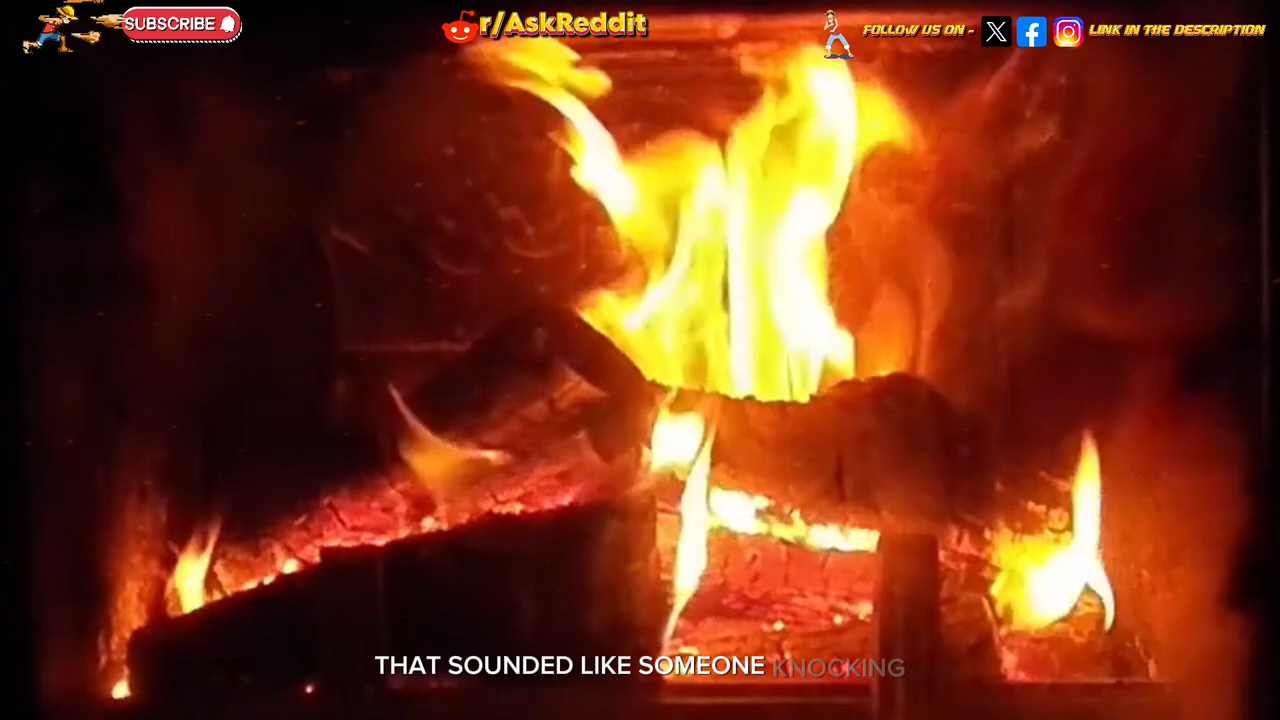 SUBSCRIBE
r/AskReddit
FOLLOW US ON -
LINK IN THE DESCRIPTION
THAT SOUNDED LIKE SOMEONE KNOCKING